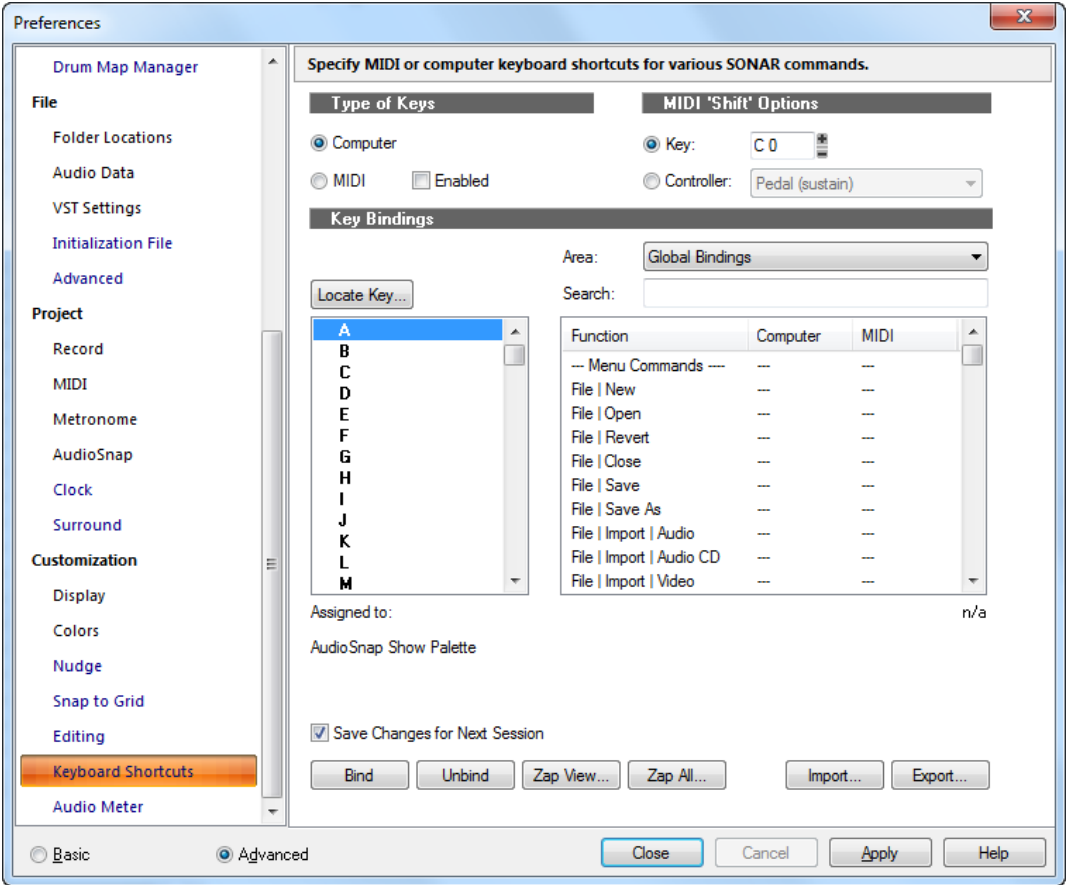 Preferences
Drum Map Manager
File
Folder Locations
Audio Data
VST Settings
Initialization File
Advanced
Project
Record
MIDI
Metronome
AudioSnap
Clock
Surround
Customization
Display
Colors
Nudge
Snap to Grid
Editing
Keyboard Shortcuts
Audio Meter
Specify MIDI or computer keyboard shortcuts for various SONAR commands.
Type of Keys
Computer
MIDI Enabled
MIDI 'Shift' Options
Key: C 0
Controller: Pedal (sustain)
Key Bindings
Area: Global Bindings
Locate Key...
Search:
A
B
C
D
E
F
G
H
I
J
K
L
M
Function Computer MIDI
--- Menu Commands ---- --- ---
File | New --- ---
File | Open --- ---
File | Revert --- ---
File | Close --- ---
File | Save --- ---
File | Save As --- ---
File | Import | Audio --- ---
File | Import | Audio CD --- ---
File | Import | Video --- ---
Assigned to: n/a
AudioSnap Show Palette
Save Changes for Next Session
Bind Unbind Zap View... Zap All... Import... Export...
Basic Advanced Close Cancel Apply Help